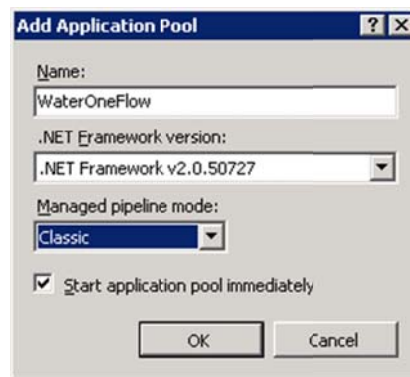 Add Application Pool
Name:
WaterOneFlow
.NET Framework version:
.NET Framework v2.0.50727
Managed pipeline mode:
Classic
Start application pool immediately
OK Cancel